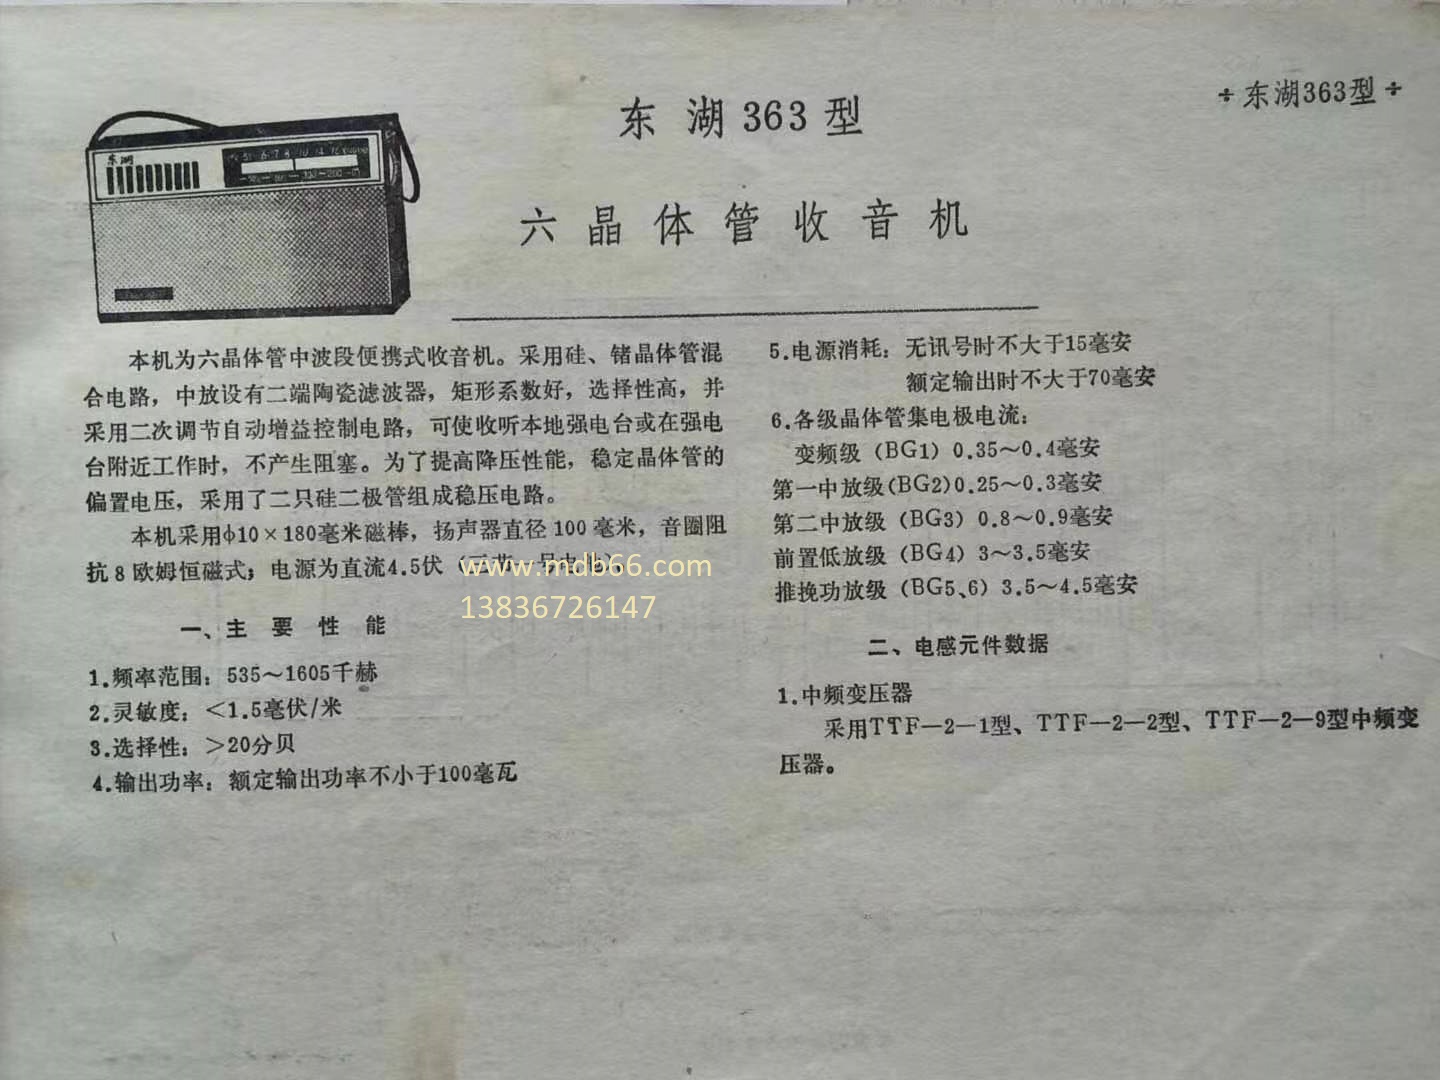 东湖363型
÷东湖363型÷
六晶体管收音机
东湖
本机为六晶体管中波段便携式收音机。采用硅、锗晶体管混
合电路，中放设有二端陶瓷滤波器，矩形系数好，选择性高，并
采用二次调节自动增益控制电路，可使收听本地强电台或在强电
台附近工作时，不产生阻塞。为了提高降压性能，稳定晶体管的
偏置电压，采用了二只硅二极管组成稳压电路。
本机采用φ10×180毫米磁棒，扬声器直径100毫米，音圈阻
抗8欧姆恒磁式；电源为直流4.5伏
www.mdb66.com
13836726147
一、主要性能
1.频率范围：535～1605千赫
2.灵敏度：＜1.5毫伏/米
3.选择性：＞20分贝
4.输出功率：额定输出功率不小于100毫瓦
5.电源消耗：无讯号时不大于15毫安
额定输出时不大于70毫安
6.各级晶体管集电极电流：
变频级（BG1）0.35～0.4毫安
第一中放级(BG2)0.25～0.3毫安
第二中放级（BG3）0.8～0.9毫安
前置低放级（BG4）3～3.5毫安
推挽功放级（BG5、6）3.5～4.5毫安
二、电感元件数据
1.中频变压器
采用TTF—2—1型、TTF—2—2型、TTF—2—9型中频变
压器。